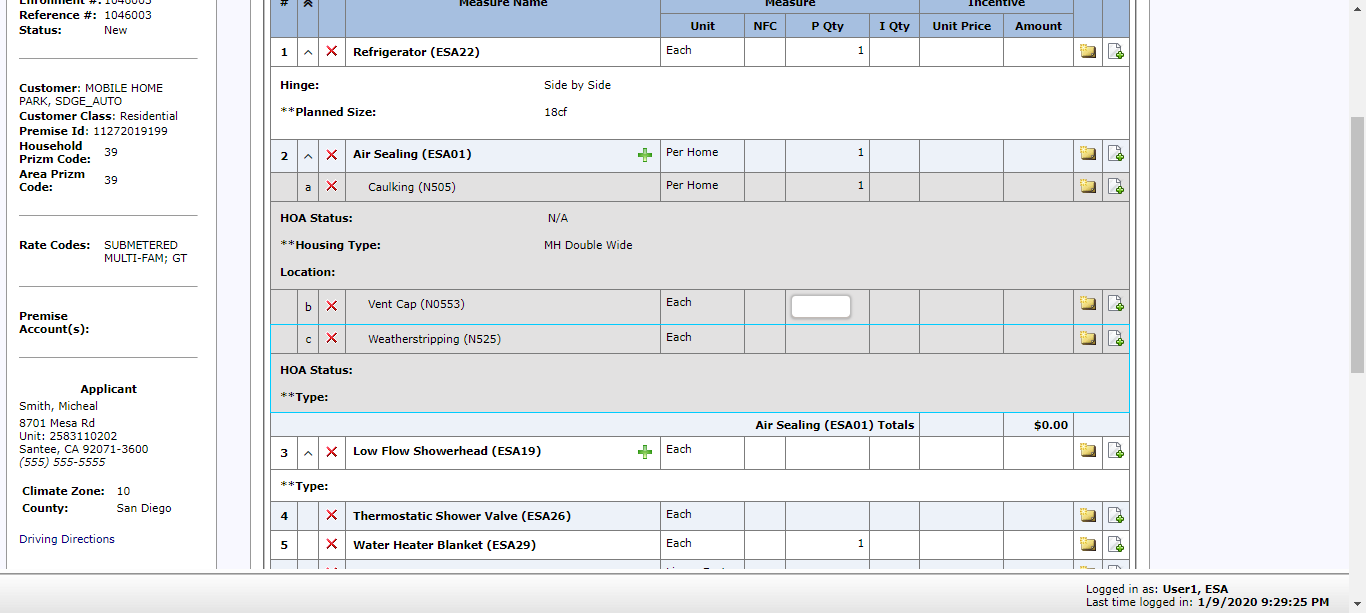 Enrollment #: 1046003
Reference #: 1046003
Status: New
Customer: MOBILE HOME
PARK, SDGE_AUTO
Customer Class: Residential
Premise Id: 11272019199
Household
Prizm Code: 39
Area Prizm
Code: 39
Rate Codes: SUBMETERED
MULTI-FAM; GT
Premise
Account(s):
Applicant
Smith, Micheal
8701 Mesa Rd
Unit: 2583110202
Santee, CA 92071-3600
(555) 555-5555
Climate Zone: 10
County: San Diego
Driving Directions
# Measure Name Measure Incentive
Unit NFC P Qty I Qty Unit Price Amount
1 Refrigerator (ESA22) Each 1
Hinge: Side by Side
**Planned Size: 18cf
2 Air Sealing (ESA01) Per Home 1
a Caulking (N505) Per Home 1
HOA Status: N/A
**Housing Type: MH Double Wide
Location:
b Vent Cap (N0553) Each
c Weatherstripping (N525) Each
HOA Status:
**Type:
Air Sealing (ESA01) Totals $0.00
3 Low Flow Showerhead (ESA19) Each
**Type:
4 Thermostatic Shower Valve (ESA26) Each
5 Water Heater Blanket (ESA29) Each 1
Logged in as: User1, ESA
Last time logged in: 1/9/2020 9:29:25 PM